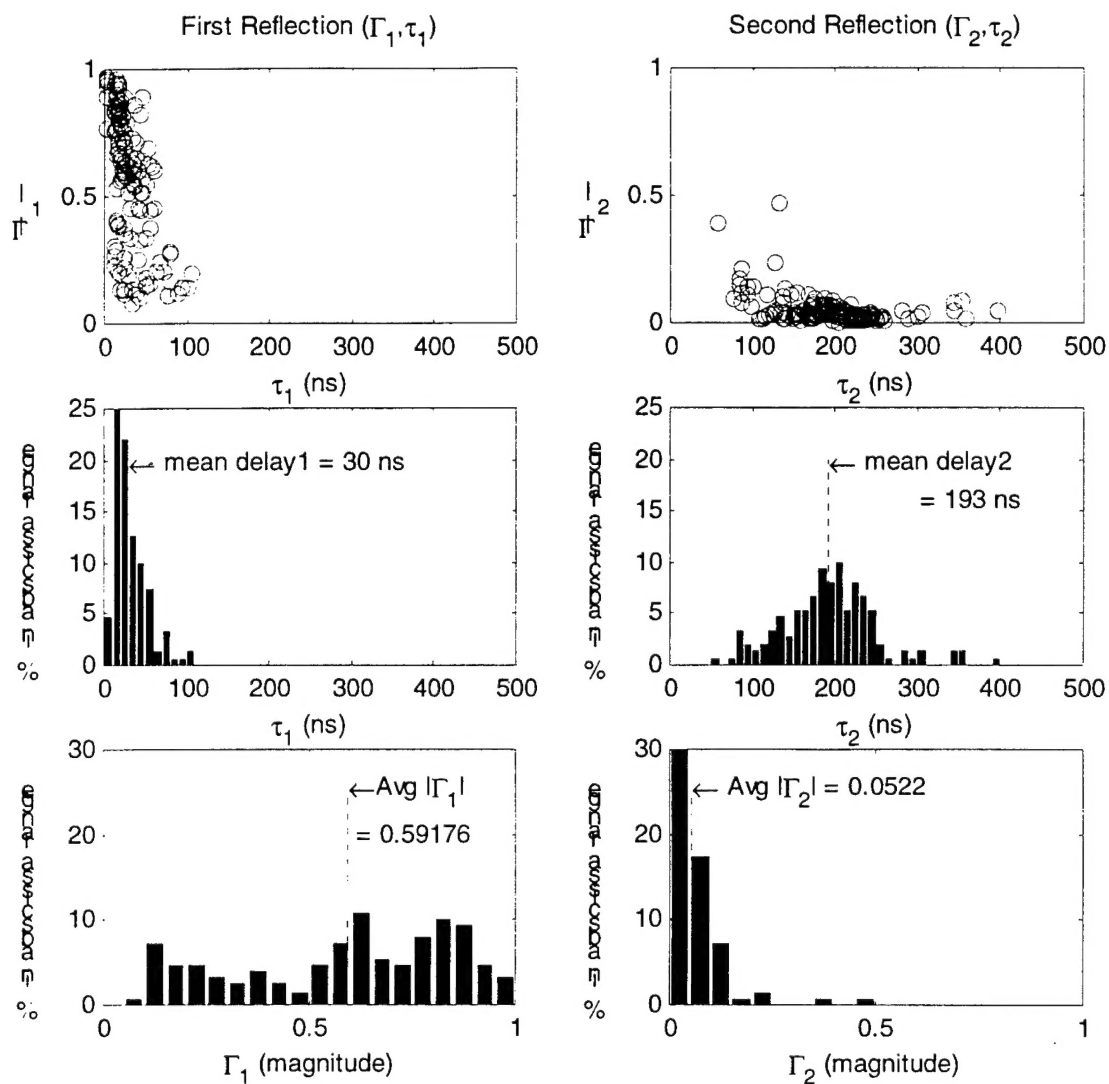 First Reflection (Γ1,τ1)
Second Reflection (Γ2,τ2)
1
0.5
0
0 100 200 300 400 500
τ1 (ns)
1
0.5
0
0 100 200 300 400 500
τ2 (ns)
25
20
15
10
5
0
mean delay1 = 30 ns
0 100 200 300 400 500
τ1 (ns)
25
20
15
10
5
0
mean delay2
= 193 ns
0 100 200 300 400 500
τ2 (ns)
30
20
10
0
Avg |Γ1|
= 0.59176
0 0.5 1
Γ1 (magnitude)
30
20
10
0
Avg |Γ2| = 0.0522
0 0.5 1
Γ2 (magnitude)